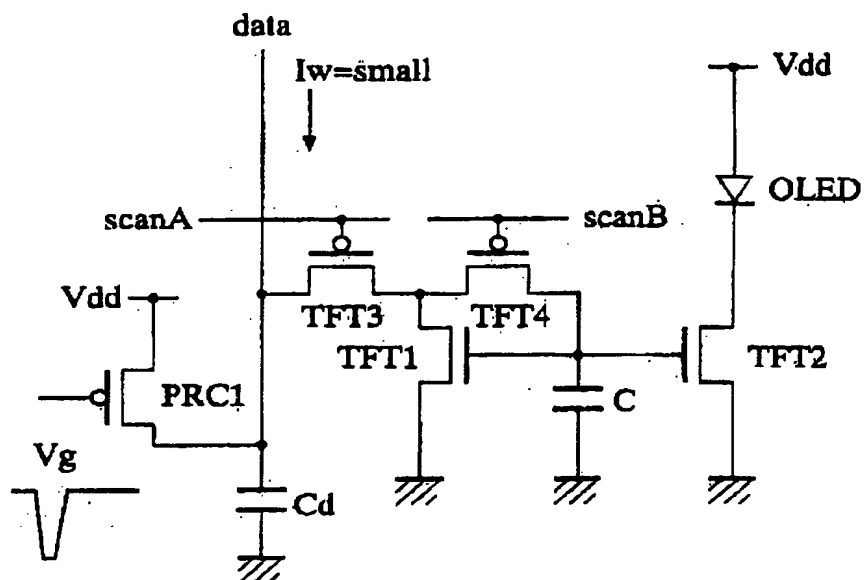 data
Iw=small
Vdd
OLED
scanA
scanB
Vdd
TFT3
TFT4
TFT1
TFT2
PRC1
C
Vg
Cd